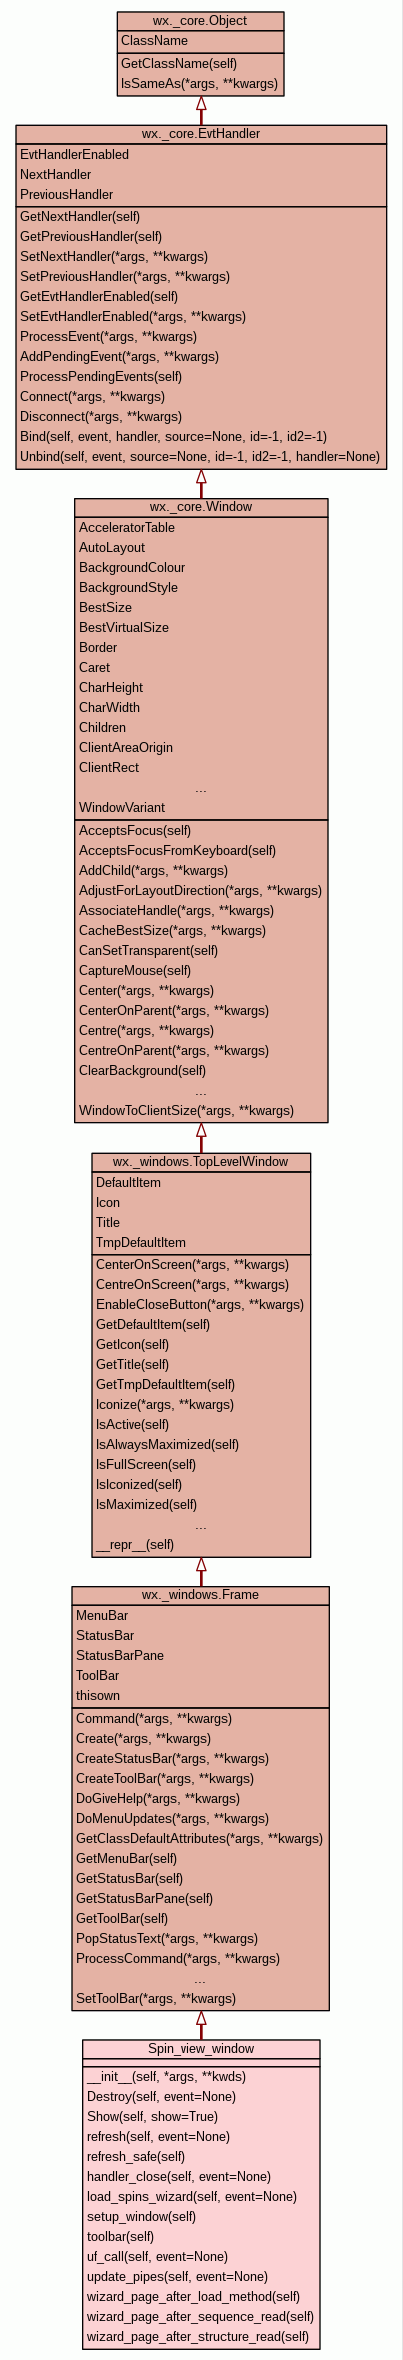 wx._core.Object
ClassName
GetClassName(self)
IsSameAs(*args, **kwargs)
wx._core.EvtHandler
EvtHandlerEnabled
NextHandler
PreviousHandler
GetNextHandler(self)
GetPreviousHandler(self)
SetNextHandler(*args, **kwargs)
SetPreviousHandler(*args, **kwargs)
GetEvtHandlerEnabled(self)
SetEvtHandlerEnabled(*args, **kwargs)
ProcessEvent(*args, **kwargs)
AddPendingEvent(*args, **kwargs)
ProcessPendingEvents(self)
Connect(*args, **kwargs)
Disconnect(*args, **kwargs)
Bind(self, event, handler, source=None, id=-1, id2=-1)
Unbind(self, event, source=None, id=-1, id2=-1, handler=None)
wx._core.Window
AcceleratorTable
AutoLayout
BackgroundColour
BackgroundStyle
BestSize
BestVirtualSize
Border
Caret
CharHeight
CharWidth
Children
ClientAreaOrigin
ClientRect
...
WindowVariant
AcceptsFocus(self)
AcceptsFocusFromKeyboard(self)
AddChild(*args, **kwargs)
AdjustForLayoutDirection(*args, **kwargs)
AssociateHandle(*args, **kwargs)
CacheBestSize(*args, **kwargs)
CanSetTransparent(self)
CaptureMouse(self)
Center(*args, **kwargs)
CenterOnParent(*args, **kwargs)
Centre(*args, **kwargs)
CentreOnParent(*args, **kwargs)
ClearBackground(self)
...
WindowToClientSize(*args, **kwargs)
wx._windows.TopLevelWindow
DefaultItem
Icon
Title
TmpDefaultItem
CenterOnScreen(*args, **kwargs)
CentreOnScreen(*args, **kwargs)
EnableCloseButton(*args, **kwargs)
GetDefaultItem(self)
GetIcon(self)
GetTitle(self)
GetTmpDefaultItem(self)
Iconize(*args, **kwargs)
IsActive(self)
IsAlwaysMaximized(self)
IsFullScreen(self)
IsIconized(self)
IsMaximized(self)
...
__repr__(self)
wx._windows.Frame
MenuBar
StatusBar
StatusBarPane
ToolBar
thisown
Command(*args, **kwargs)
Create(*args, **kwargs)
CreateStatusBar(*args, **kwargs)
CreateToolBar(*args, **kwargs)
DoGiveHelp(*args, **kwargs)
DoMenuUpdates(*args, **kwargs)
GetClassDefaultAttributes(*args, **kwargs)
GetMenuBar(self)
GetStatusBar(self)
GetStatusBarPane(self)
GetToolBar(self)
PopStatusText(*args, **kwargs)
ProcessCommand(*args, **kwargs)
...
SetToolBar(*args, **kwargs)
Spin_view_window
__init__(self, *args, **kwds)
Destroy(self, event=None)
Show(self, show=True)
refresh(self, event=None)
refresh_safe(self)
handler_close(self, event=None)
load_spins_wizard(self, event=None)
setup_window(self)
toolbar(self)
uf_call(self, event=None)
update_pipes(self, event=None)
wizard_page_after_load_method(self)
wizard_page_after_sequence_read(self)
wizard_page_after_structure_read(self)